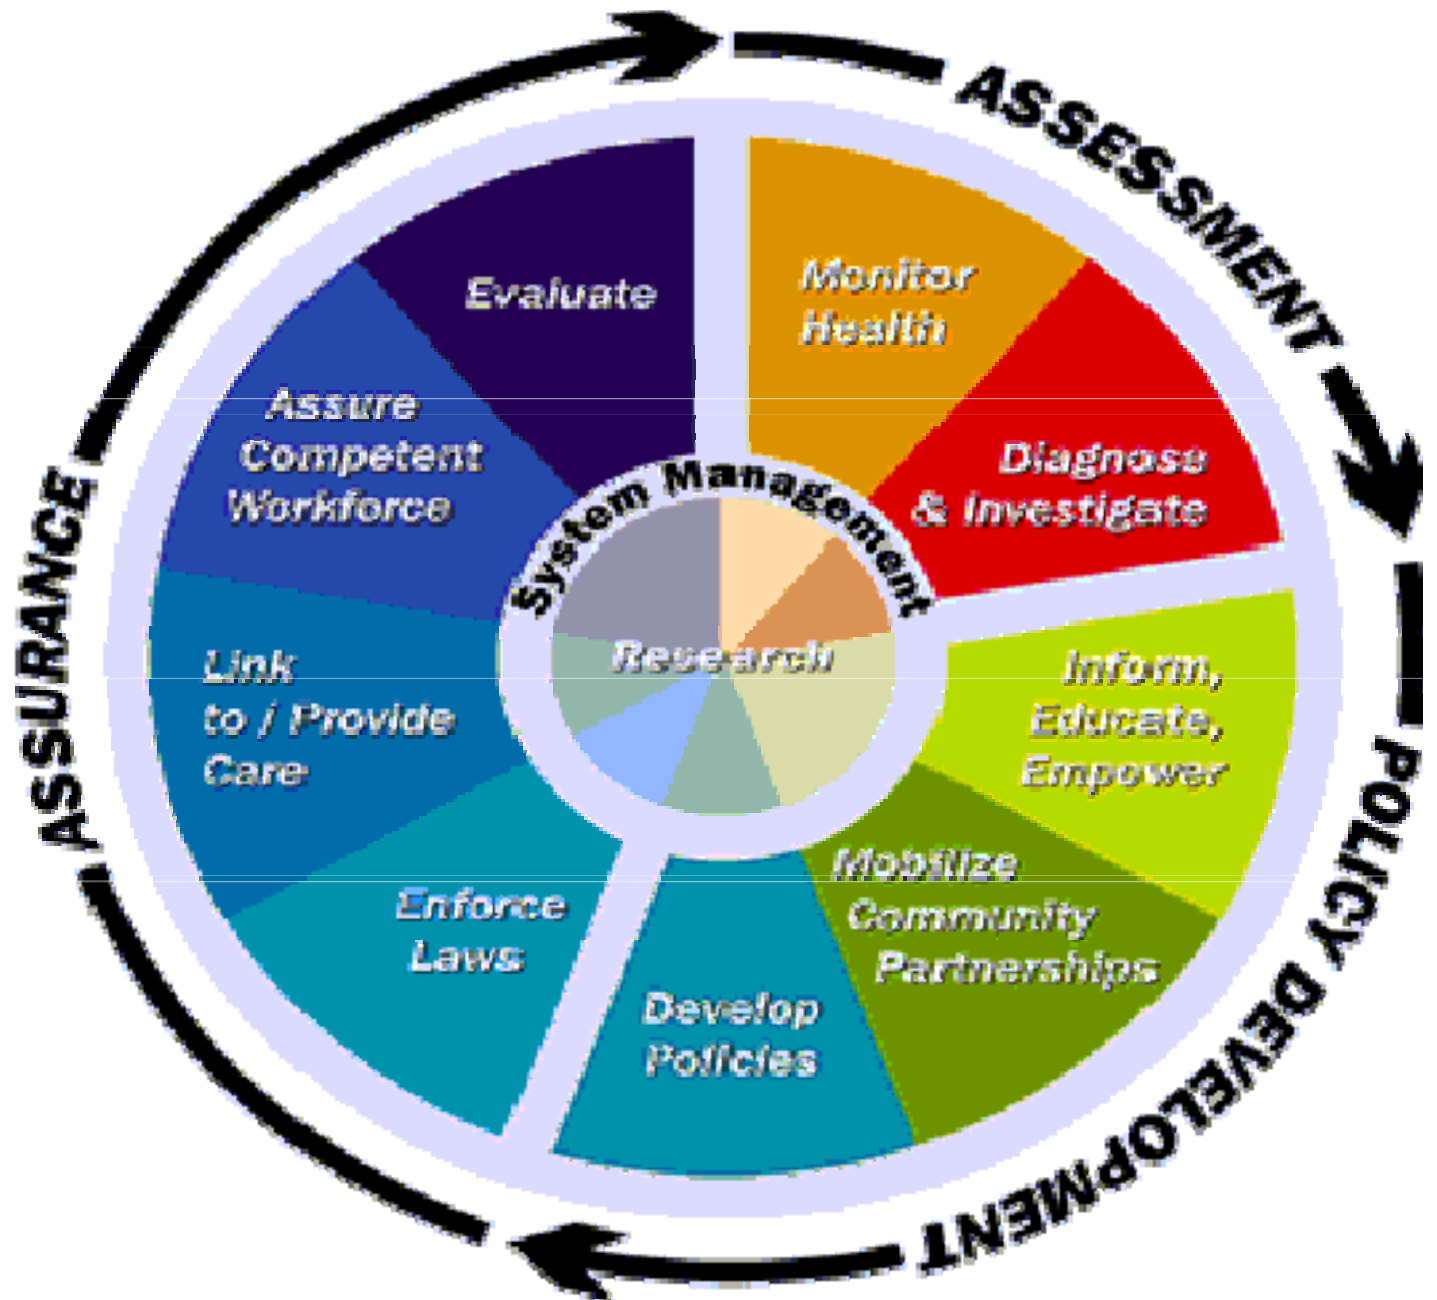 ASSESSMENT
Monitor
Health
Diagnose
& Investigate
POLICY DEVELOPMENT
Inform,
Educate,
Empower
Mobilize
Community
Partnerships
Develop
Policies
ASSURANCE
Enforce
Laws
Link
to / Provide
Care
Assure
Competent
Workforce
Evaluate
System Management
Research